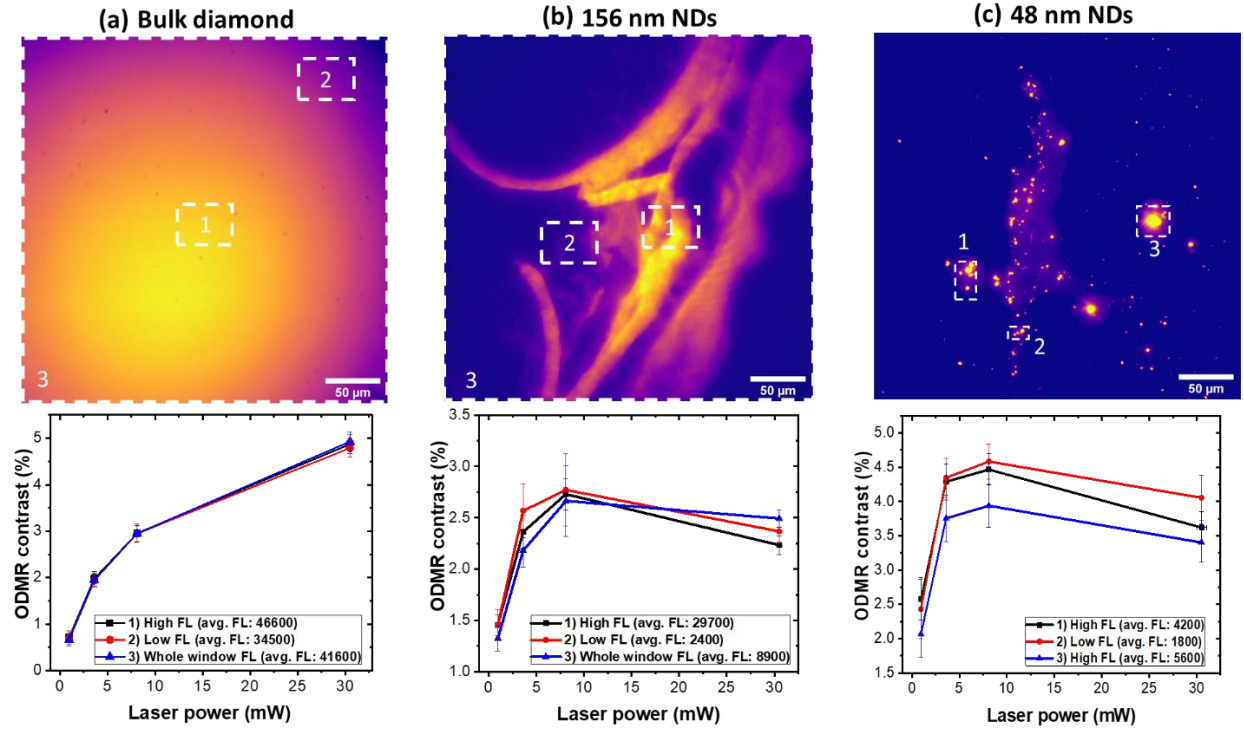 (a) Bulk diamond
2
1
3
50 µm
ODMR contrast (%)
5
4
3
2
1
0
1) High FL (avg. FL: 46600)
2) Low FL (avg. FL: 34500)
3) Whole window FL (avg. FL: 41600)
0 5 10 15 20 25 30
Laser power (mW)
(b) 156 nm NDs
1
2
3
50 µm
ODMR contrast (%)
3.5
3.0
2.5
2.0
1.5
1.0
1) High FL (avg. FL: 29700)
2) Low FL (avg. FL: 2400)
3) Whole window FL (avg. FL: 8900)
0 5 10 15 20 25 30
Laser power (mW)
(c) 48 nm NDs
3
1
2
50 µm
ODMR contrast (%)
5.0
4.5
4.0
3.5
3.0
2.5
2.0
1.5
1) High FL (avg. FL: 4200)
2) Low FL (avg. FL: 1800)
3) High FL (avg. FL: 5600)
0 5 10 15 20 25 30
Laser power (mW)